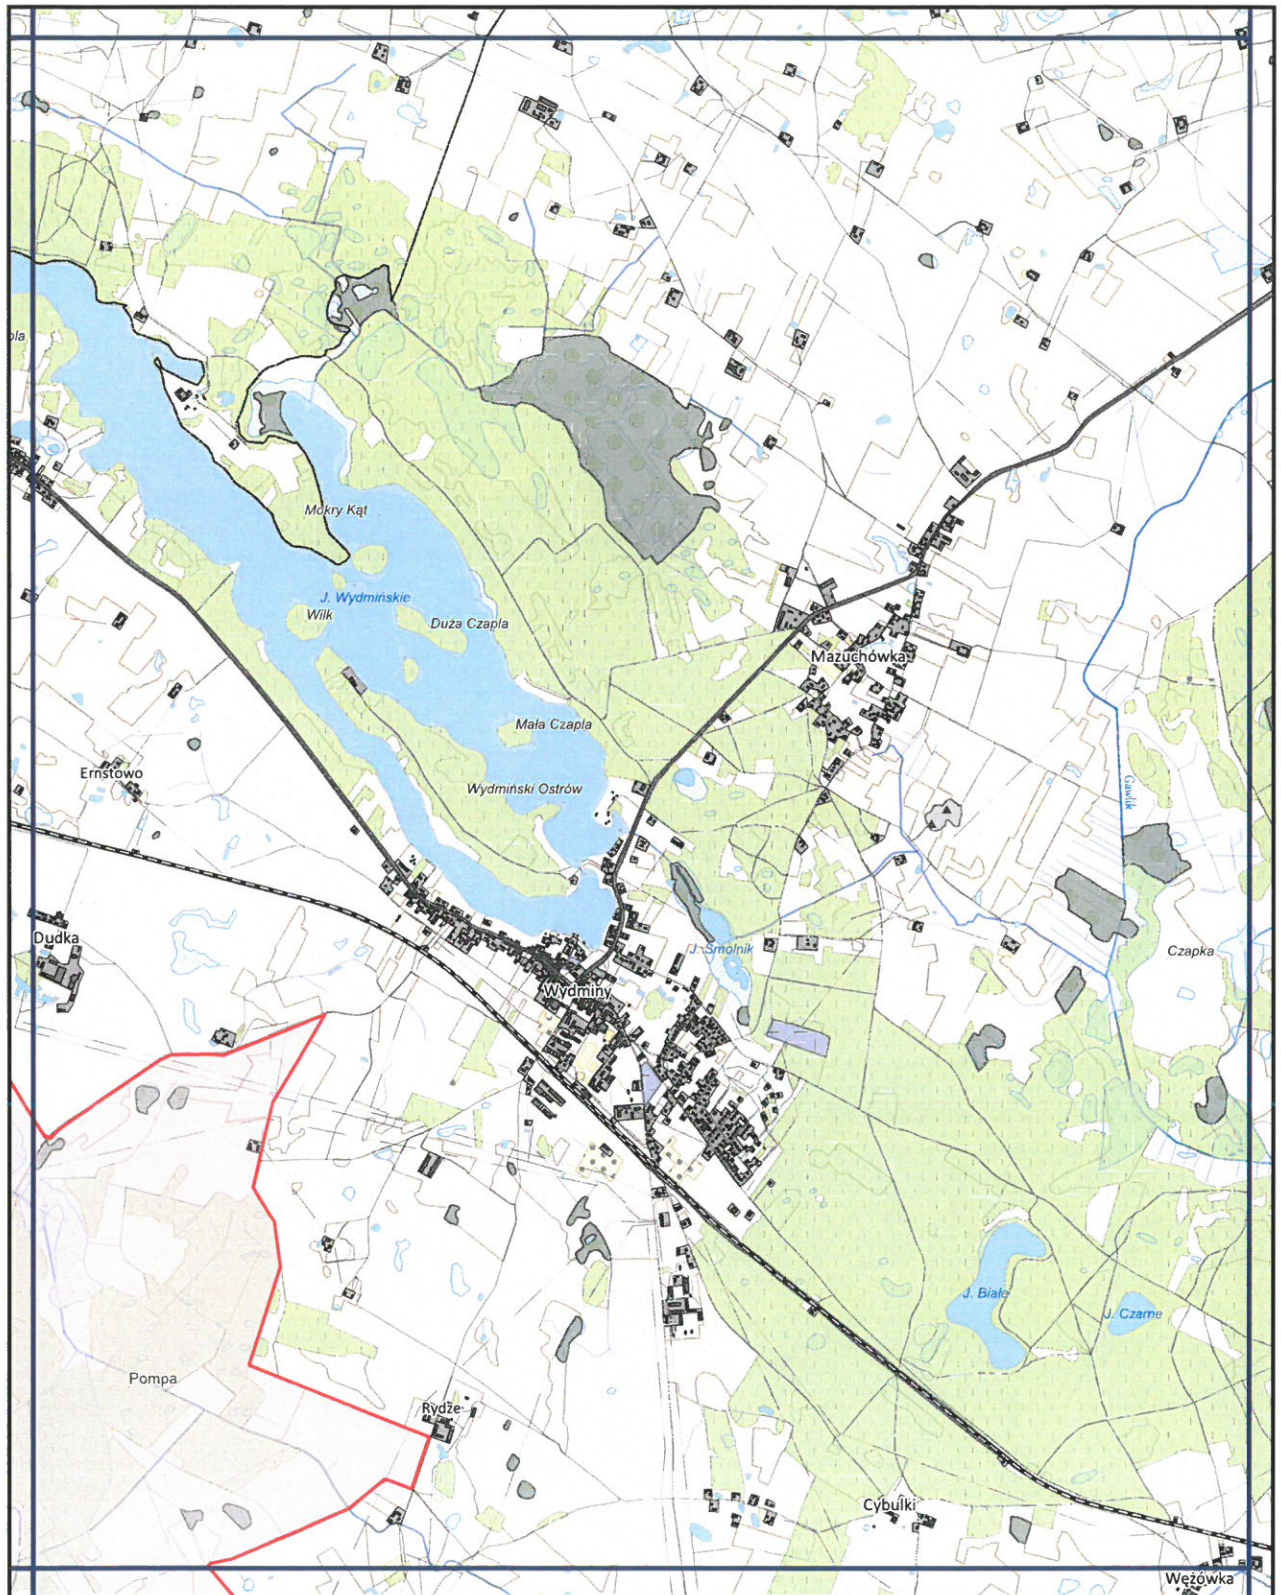 Mokry Kąt
J. Wydmińskie
Wilk
Duża Czapla
Mazuchówka
Mała Czapla
Ernstowo
Wydmiński Ostrów
Gawlik
Dudka
J. Smolnik
Czapka
Wydminy
J. Białe
J. Czarne
Pompa
Rydze
Cybulki
Wężówka